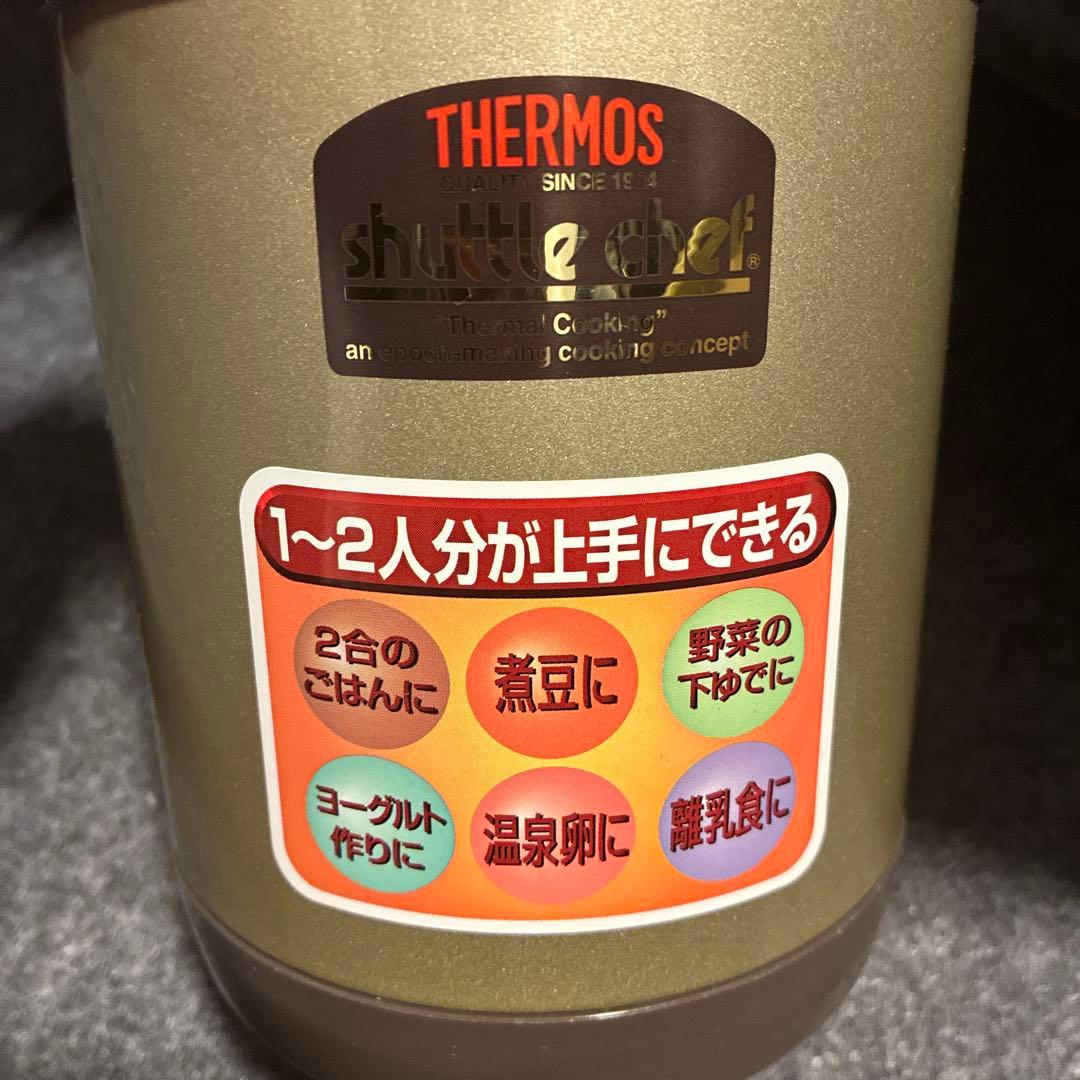 THERMOS
QUALITY SINCE 1904
shuttle chef®
"Thermal Cooking"
an epoch-making cooking concept
1〜2人分が上手にできる
2合の
ごはんに
煮豆に
野菜の
下ゆでに
ヨーグルト
作りに
温泉卵に
離乳食に